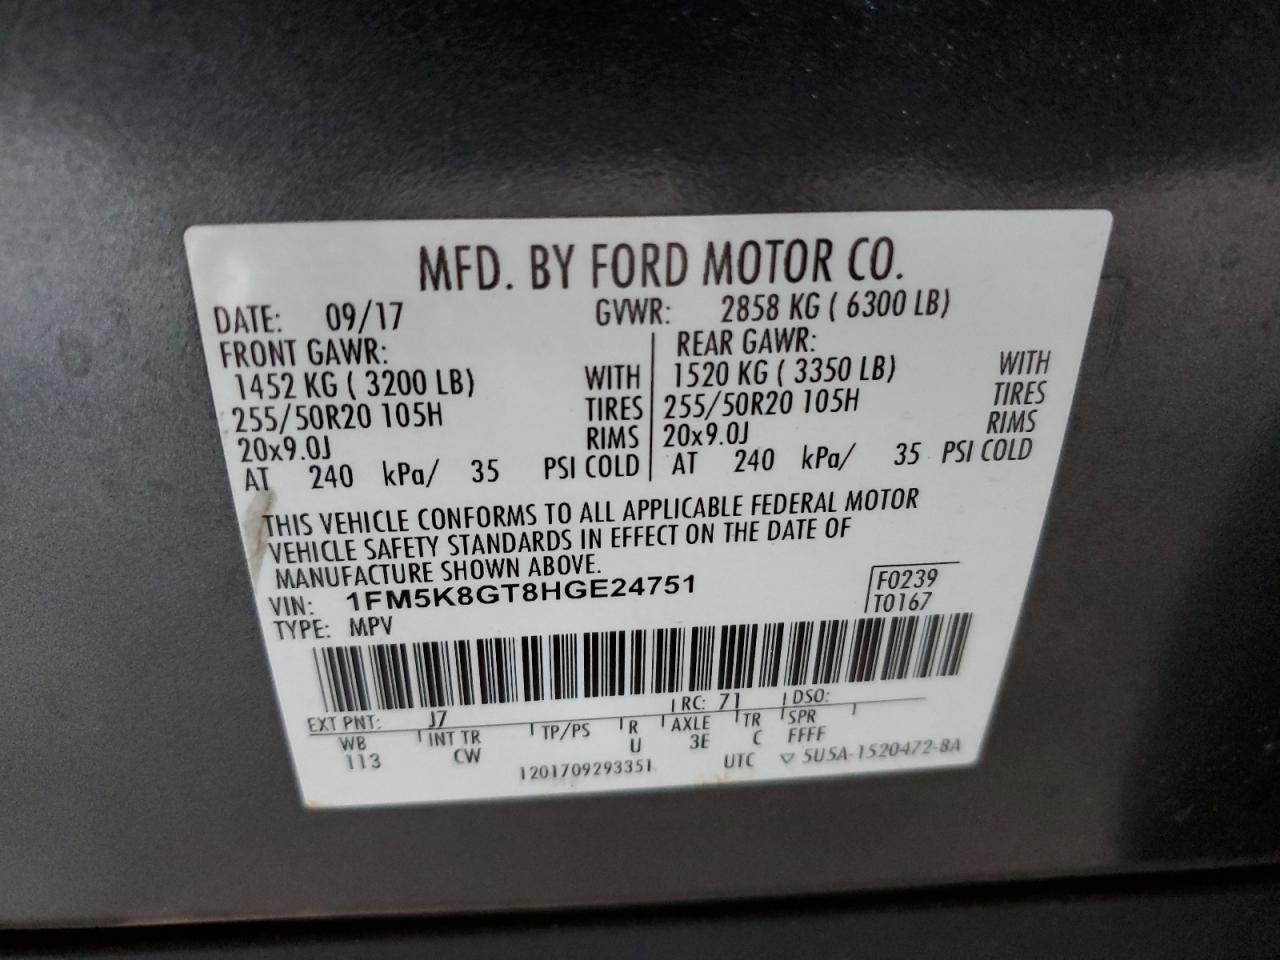 MFD. BY FORD MOTOR CO.
DATE: 09/17 GVWR: 2858 KG ( 6300 LB)
FRONT GAWR: REAR GAWR:
1452 KG ( 3200 LB) WITH 1520 KG ( 3350 LB) WITH
255/50R20 105H TIRES 255/50R20 105H TIRES
20x9.0J RIMS 20x9.0J RIMS
AT 240 kPa/ 35 PSI COLD AT 240 kPa/ 35 PSI COLD
THIS VEHICLE CONFORMS TO ALL APPLICABLE FEDERAL MOTOR
VEHICLE SAFETY STANDARDS IN EFFECT ON THE DATE OF
MANUFACTURE SHOWN ABOVE.
VIN: 1FM5K8GT8HGE24751 F0239
TYPE: MPV T0167
EXT PNT: J7 RC: 71 DSO:
WB INT TR TP/PS R AXLE TR SPR
113 CW U 3E C FFFF
1201709293351 UTC ▽ 5U5A-1520472-BA